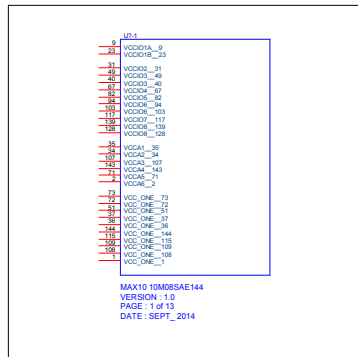 U?-1
9 VCCIO1A__9
23 VCCIO1B__23
31 VCCIO2__31
49 VCCIO3__49
40 VCCIO3__40
67 VCCIO4__67
82 VCCIO5__82
94 VCCIO6__94
103 VCCIO6__103
117 VCCIO7__117
139 VCCIO8__139
128 VCCIO8__128
35 VCCA1__35
34 VCCA2__34
107 VCCA3__107
143 VCCA4__143
71 VCCA5__71
2 VCCA6__2
73 VCC_ONE__73
72 VCC_ONE__72
51 VCC_ONE__51
37 VCC_ONE__37
36 VCC_ONE__36
144 VCC_ONE__144
115 VCC_ONE__115
109 VCC_ONE__109
108 VCC_ONE__108
1 VCC_ONE__1
MAX10 10M08SAE144
VERSION : 1.0
PAGE : 1 of 13
DATE : SEPT_ 2014